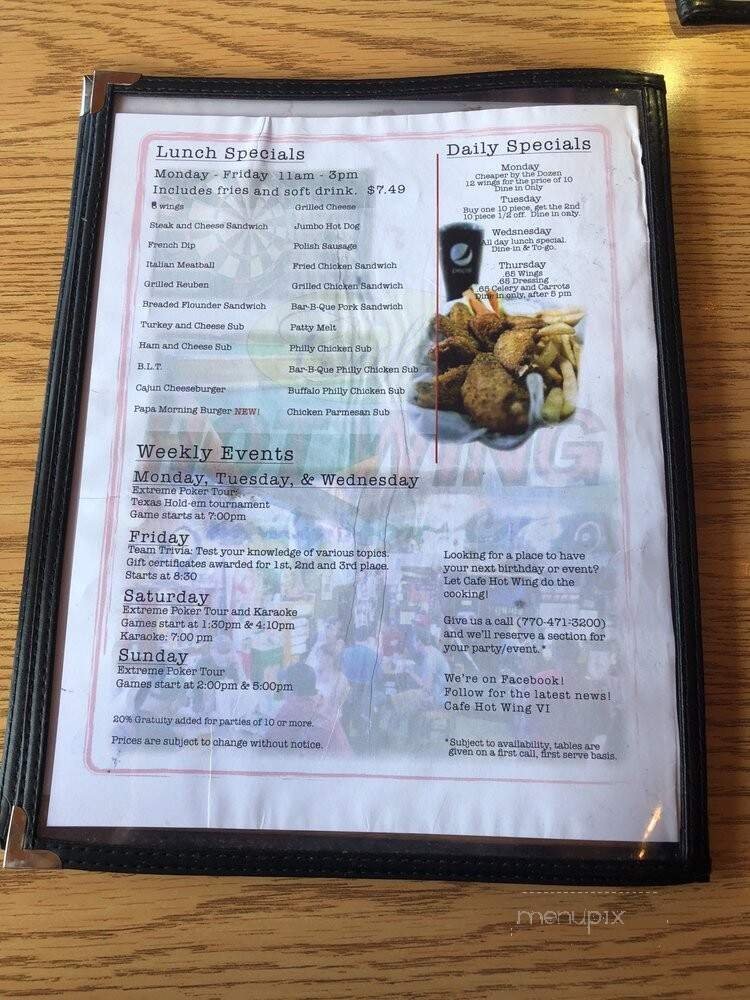 Lunch Specials
Monday - Friday 11am - 3pm
Includes fries and soft drink. $7.49
wings
Steak and Cheese Sandwich
French Dip
Italian Meatball
Grilled Reuben
Breaded Flounder Sandwich
Turkey and Cheese Sub
Ham and Cheese Sub
B.L.T.
Cajun Cheeseburger
Papa Morning Burger NEW!
Grilled Cheese
Jumbo Hot Dog
Polish Sausage
Fried Chicken Sandwich
Grilled Chicken Sandwich
Bar-B-Que Pork Sandwich
Patty Melt
Philly Chicken Sub
Bar-B-Que Philly Chicken Sub
Buffalo Philly Chicken Sub
Chicken Parmesan Sub
Daily Specials
Monday
Cheaper by the Dozen
12 wings for the price of 10
Dine in Only
Tuesday
Buy one 10 piece, get the 2nd
10 piece 1/2 off. Dine in only.
Wedsnesday
All day lunch special.
Dine-in & To-go.
Thursday
.65 Wings
.65 Dressing
.65 Celery and Carrots
Dine in only, after 5 pm
pepsi
HOT WING
Weekly Events
Monday, Tuesday, & Wednesday
Extreme Poker Tour:
Texas Hold-em tournament
Game starts at 7:00pm
Friday
Team Trivia: Test your knowledge of various topics.
Gift certificates awarded for 1st, 2nd and 3rd place.
Starts at 8:30
Saturday
Extreme Poker Tour and Karaoke
Games start at 1:30pm & 4:10pm
Karaoke: 7:00 pm
Sunday
Extreme Poker Tour
Games start at 2:00pm & 5:00pm
20% Gratuity added for parties of 10 or more.
Prices are subject to change without notice.
Looking for a place to have
your next birthday or event?
Let Cafe Hot Wing do the
cooking!
Give us a call (770-471-3200)
and we'll reserve a section for
your party/event.*
We're on Facebook!
Follow for the latest news!
Cafe Hot Wing VI
*Subject to availability, tables are
given on a first call, first serve basis.
menupix